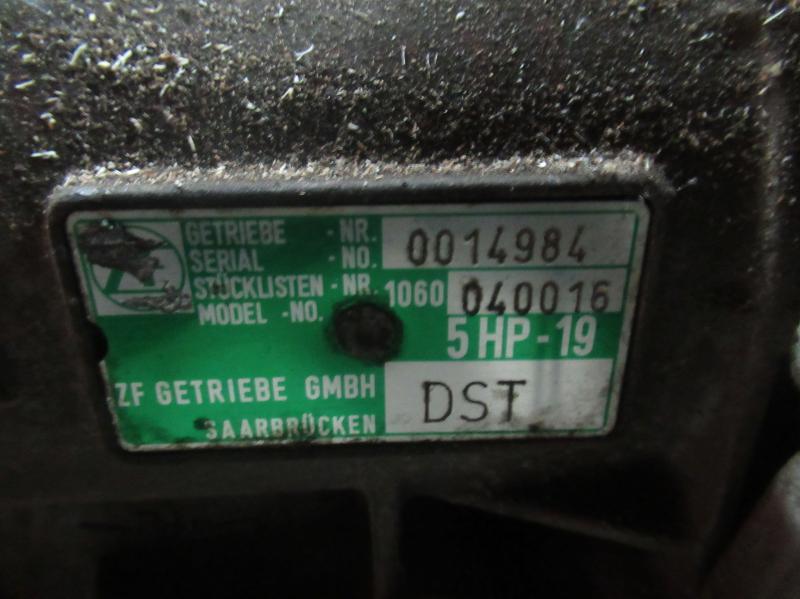 GETRIEBE - NR. 0014984
SERIAL - NO.
STÜCKLISTEN - NR. 1060 040016
MODEL - NO.
5 HP - 19
ZF GETRIEBE GMBH DST
SAARBRÜCKEN